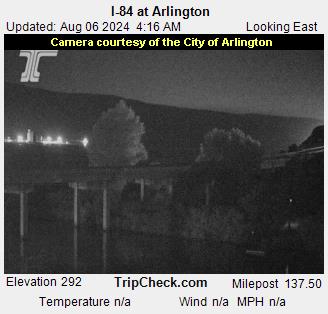 I-84 at Arlington
Updated: Aug 06 2024 4:16 AM Looking East
Camera courtesy of the City of Arlington
Elevation 292 TripCheck.com Milepost 137.50
Temperature n/a Wind n/a MPH n/a